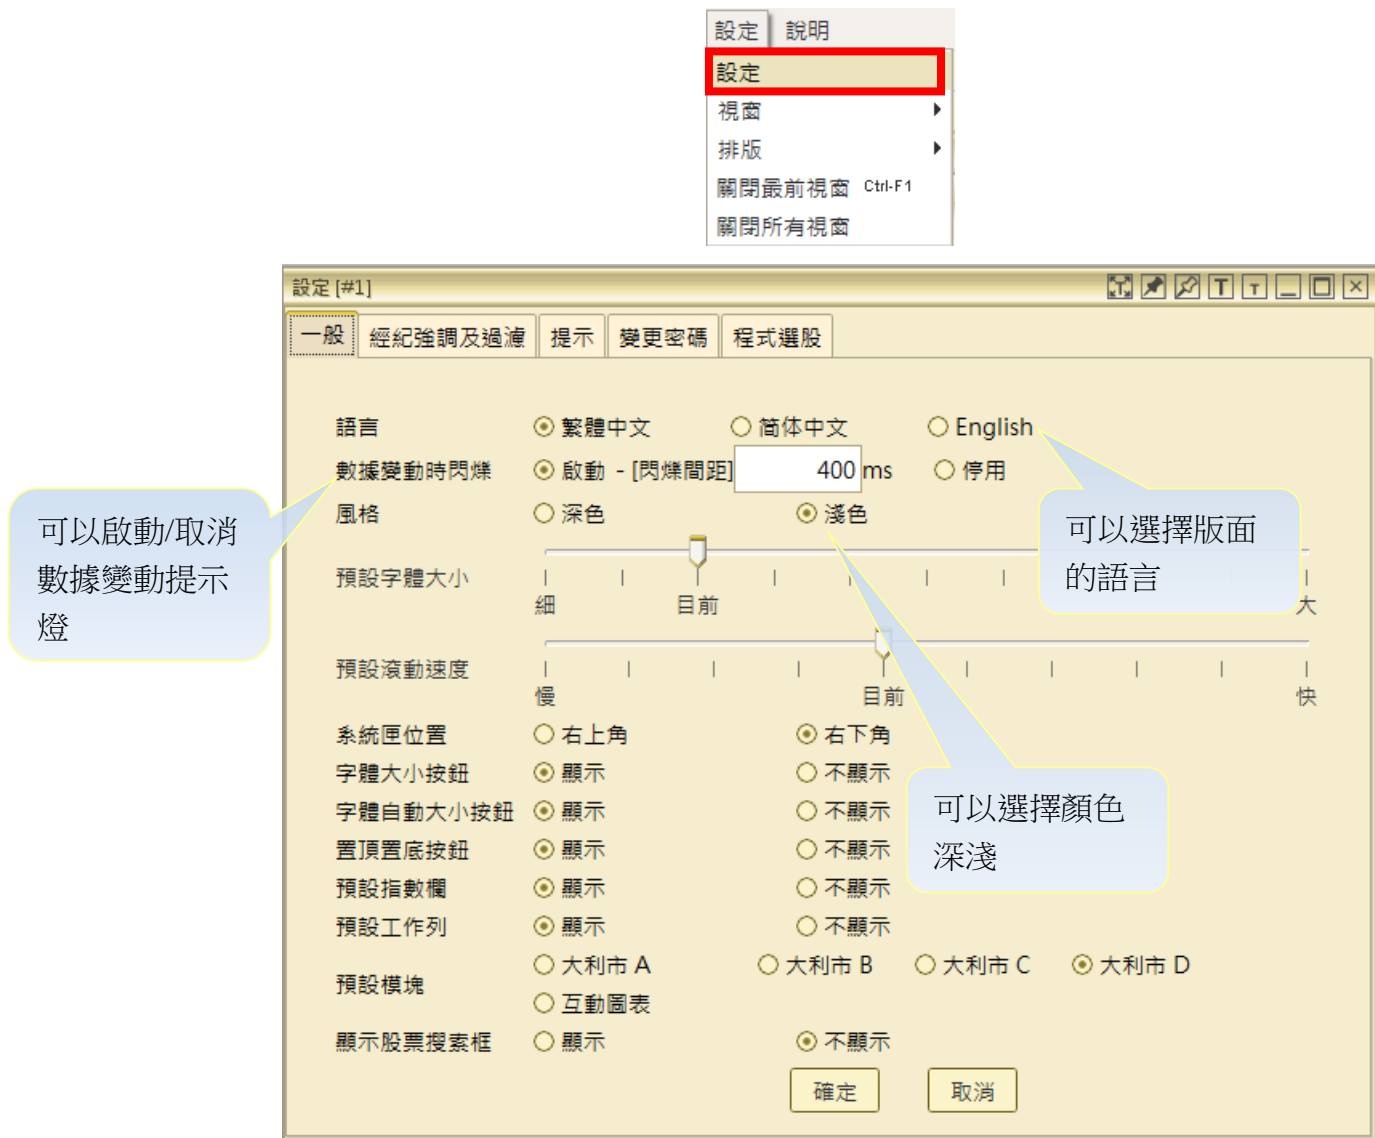 設定 說明
設定
視窗
排版
關閉最前視窗 Ctrl-F1
關閉所有視窗
設定 [#1]
一般 經紀強調及過濾 提示 變更密碼 程式選股
語言 繁體中文 简体中文 English
數據變動時閃爍 啟動 - [閃爍間距] 400 ms 停用
風格 深色 淺色
預設字體大小
細 目前 大
預設滾動速度
慢 目前 快
系統匣位置 右上角 右下角
字體大小按鈕 顯示 不顯示
字體自動大小按鈕 顯示 不顯示
置頂置底按鈕 顯示 不顯示
預設指數欄 顯示 不顯示
預設工作列 顯示 不顯示
預設模塊 大利市 A 大利市 B 大利市 C 大利市 D
互動圖表
顯示股票搜索框 顯示 不顯示
確定 取消
可以啟動/取消
數據變動提示
燈
可以選擇版面
的語言
可以選擇顏色
深淺